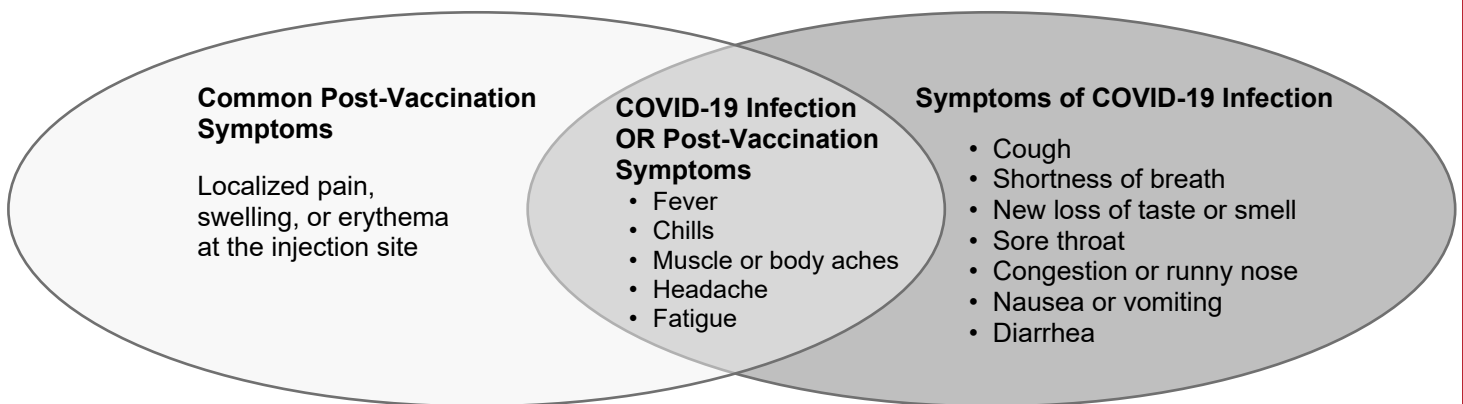 Common Post-Vaccination
Symptoms
Localized pain,
swelling, or erythema
at the injection site
COVID-19 Infection
OR Post-Vaccination
Symptoms
• Fever
• Chills
• Muscle or body aches
• Headache
• Fatigue
Symptoms of COVID-19 Infection
• Cough
• Shortness of breath
• New loss of taste or smell
• Sore throat
• Congestion or runny nose
• Nausea or vomiting
• Diarrhea